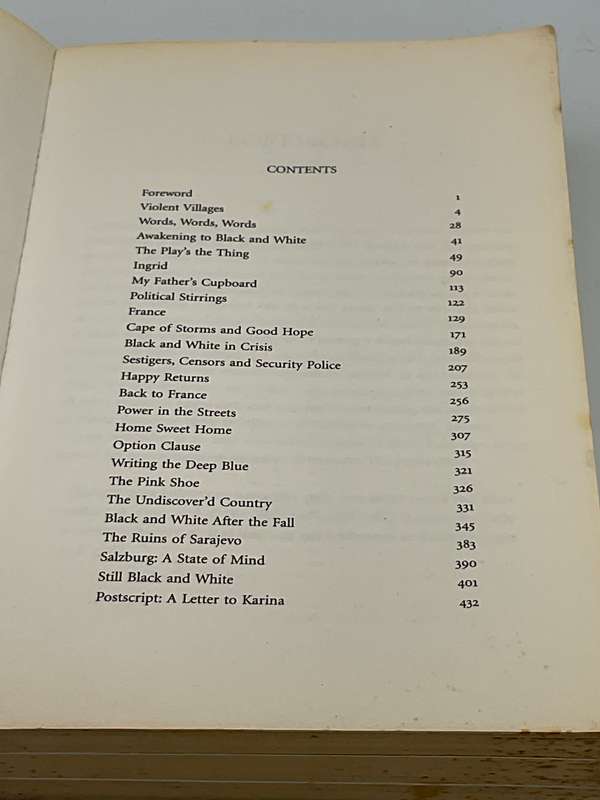 CONTENTS
Foreword 1
Violent Villages 4
Words, Words, Words 28
Awakening to Black and White 41
The Play's the Thing 49
Ingrid 90
My Father's Cupboard 113
Political Stirrings 122
France 129
Cape of Storms and Good Hope 171
Black and White in Crisis 189
Sestigers, Censors and Security Police 207
Happy Returns 253
Back to France 256
Power in the Streets 275
Home Sweet Home 307
Option Clause 315
Writing the Deep Blue 321
The Pink Shoe 326
The Undiscover'd Country 331
Black and White After the Fall 345
The Ruins of Sarajevo 383
Salzburg: A State of Mind 390
Still Black and White 401
Postscript: A Letter to Karina 432